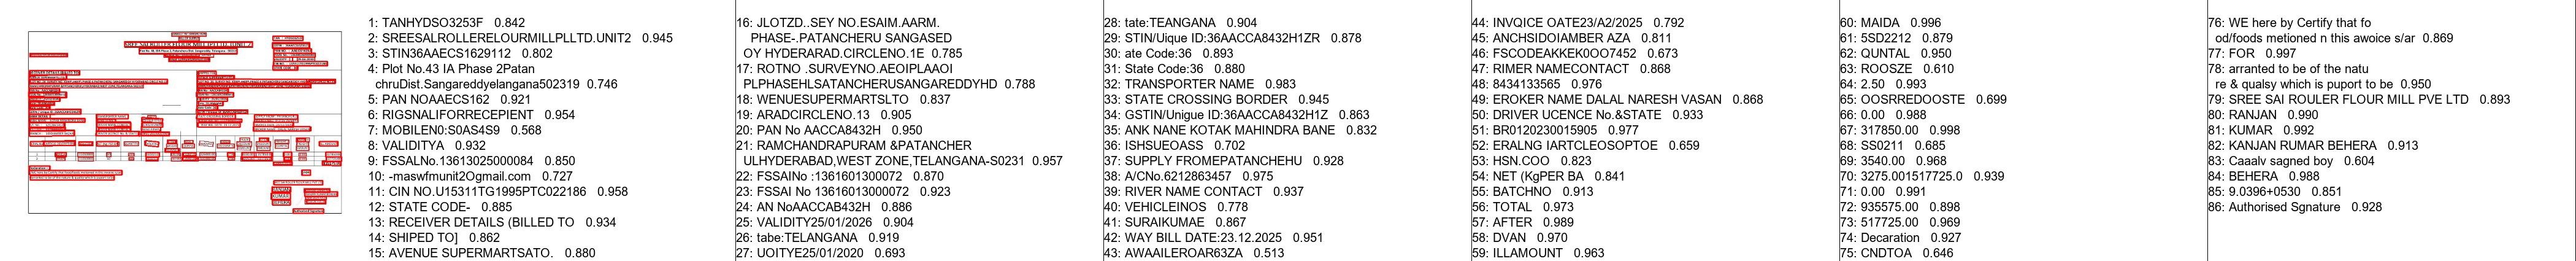 1: TANHYDSO3253F 0.842
2: SREESALROLLERELOURMILLPLLTD.UNIT2 0.945
3: STIN36AAECS1629112 0.802
4: Plot No.43 IA Phase 2Patan
chruDist.Sangareddyelangana502319 0.746
5: PAN NOAAECS162 0.921
6: RIGSNALIFORRECEPIENT 0.954
7: MOBILEN0:S0AS4S9 0.568
8: VALIDITYA 0.932
9: FSSALNo.13613025000084 0.850
10: -maswfmunit2Ogmail.com 0.727
11: CIN NO.U15311TG1995PTC022186 0.958
12: STATE CODE- 0.885
13: RECEIVER DETAILS (BILLED TO 0.934
14: SHIPED TO] 0.862
15: AVENUE SUPERMARTSATO. 0.880
16: JLOTZD..SEY NO.ESAIM.AARM.
PHASE-.PATANCHERU SANGASED
OY HYDERARAD.CIRCLENO.1E 0.785
17: ROTNO .SURVEYNO.AEOIPLAAOI
PLPHASEHLSATANCHERUSANGAREDDYHD 0.788
18: WENUESUPERMARTSLTO 0.837
19: ARADCIRCLENO.13 0.905
20: PAN No AACCA8432H 0.950
21: RAMCHANDRAPURAM &PATANCHER
ULHYDERABAD,WEST ZONE,TELANGANA-S0231 0.957
22: FSSAINo :13616013000072 0.870
23: FSSAI No 13616013000072 0.923
24: AN NoAACCAB432H 0.886
25: VALIDITY25/01/2026 0.904
26: tabe:TELANGANA 0.919
27: UOITYE25/01/2020 0.693
28: tate:TEANGANA 0.904
29: STIN/Uique ID:36AACCA8432H1ZR 0.878
30: ate Code:36 0.893
31: State Code:36 0.880
32: TRANSPORTER NAME 0.983
33: STATE CROSSING BORDER 0.945
34: GSTIN/Unigue ID:36AACCA8432H1Z 0.863
35: ANK NANE KOTAK MAHINDRA BANE 0.832
36: ISHSUEOASS 0.702
37: SUPPLY FROMEPATANCHEHU 0.928
38: A/CNo.6212863457 0.975
39: RIVER NAME CONTACT 0.937
40: VEHICLEINOS 0.778
41: SURAIKUMAE 0.867
42: WAY BILL DATE:23.12.2025 0.951
43: AWAAILEROAR63ZA 0.513
44: INVQICE OATE23/A2/2025 0.792
45: ANCHSIDOIAMBER AZA 0.811
46: FSCODEAKKEK0OO7452 0.673
47: RIMER NAMECONTACT 0.868
48: 8434133565 0.976
49: EROKER NAME DALAL NARESH VASAN 0.868
50: DRIVER UCENCE No.&STATE 0.933
51: BR0120230015905 0.977
52: ERALNG IARTCLEOSOPTOE 0.659
53: HSN.COO 0.823
54: NET (KgPER BA 0.841
55: BATCHNO 0.913
56: TOTAL 0.973
57: AFTER 0.989
58: DVAN 0.970
59: ILLAMOUNT 0.963
60: MAIDA 0.996
61: 5SD2212 0.879
62: QUNTAL 0.950
63: ROOSZE 0.610
64: 2.50 0.993
65: OOSRREDOOSTE 0.699
66: 0.00 0.988
67: 317850.00 0.998
68: SS0211 0.685
69: 3540.00 0.968
70: 3275.001517725.0 0.939
71: 0.00 0.991
72: 935575.00 0.898
73: 517725.00 0.969
74: Decaration 0.927
75: CNDTOA 0.646
76: WE here by Certify that fo
od/foods metioned n this awoice s/ar 0.869
77: FOR 0.997
78: arranted to be of the natu
re & qualsy which is puport to be 0.950
79: SREE SAI ROULER FLOUR MILL PVE LTD 0.893
80: RANJAN 0.990
81: KUMAR 0.992
82: KANJAN RUMAR BEHERA 0.913
83: Caaalv sagned boy 0.604
84: BEHERA 0.988
85: 9.0396+0530 0.851
86: Authorised Sgnature 0.928